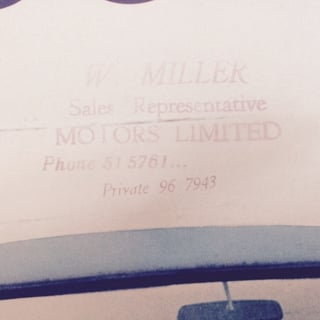 W. MILLER
Sales Representative
MOTORS LIMITED
Phone 51 5761...
Private 96 7943